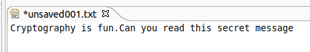 *unsaved001.txt
Cryptography is fun.Can you read this secret message